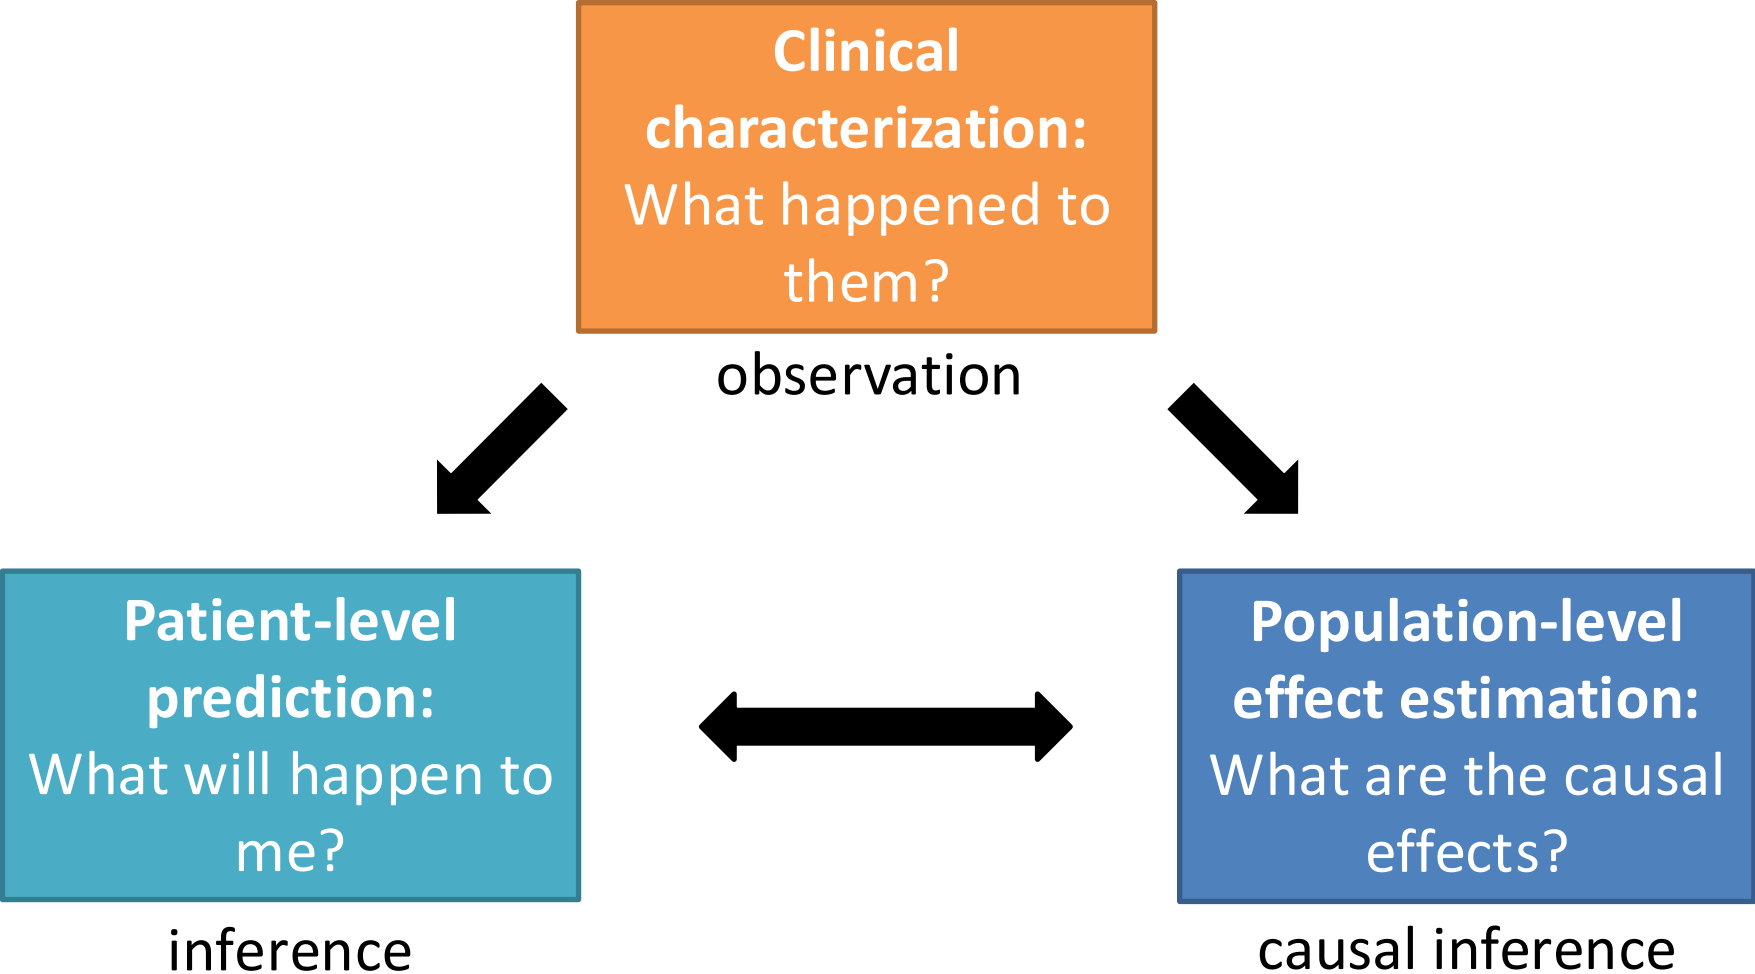 Clinical
characterization:
What happened to
them?
observation
Patient-level
prediction:
What will happen to
me?
inference
Population-level
effect estimation:
What are the causal
effects?
causal inference